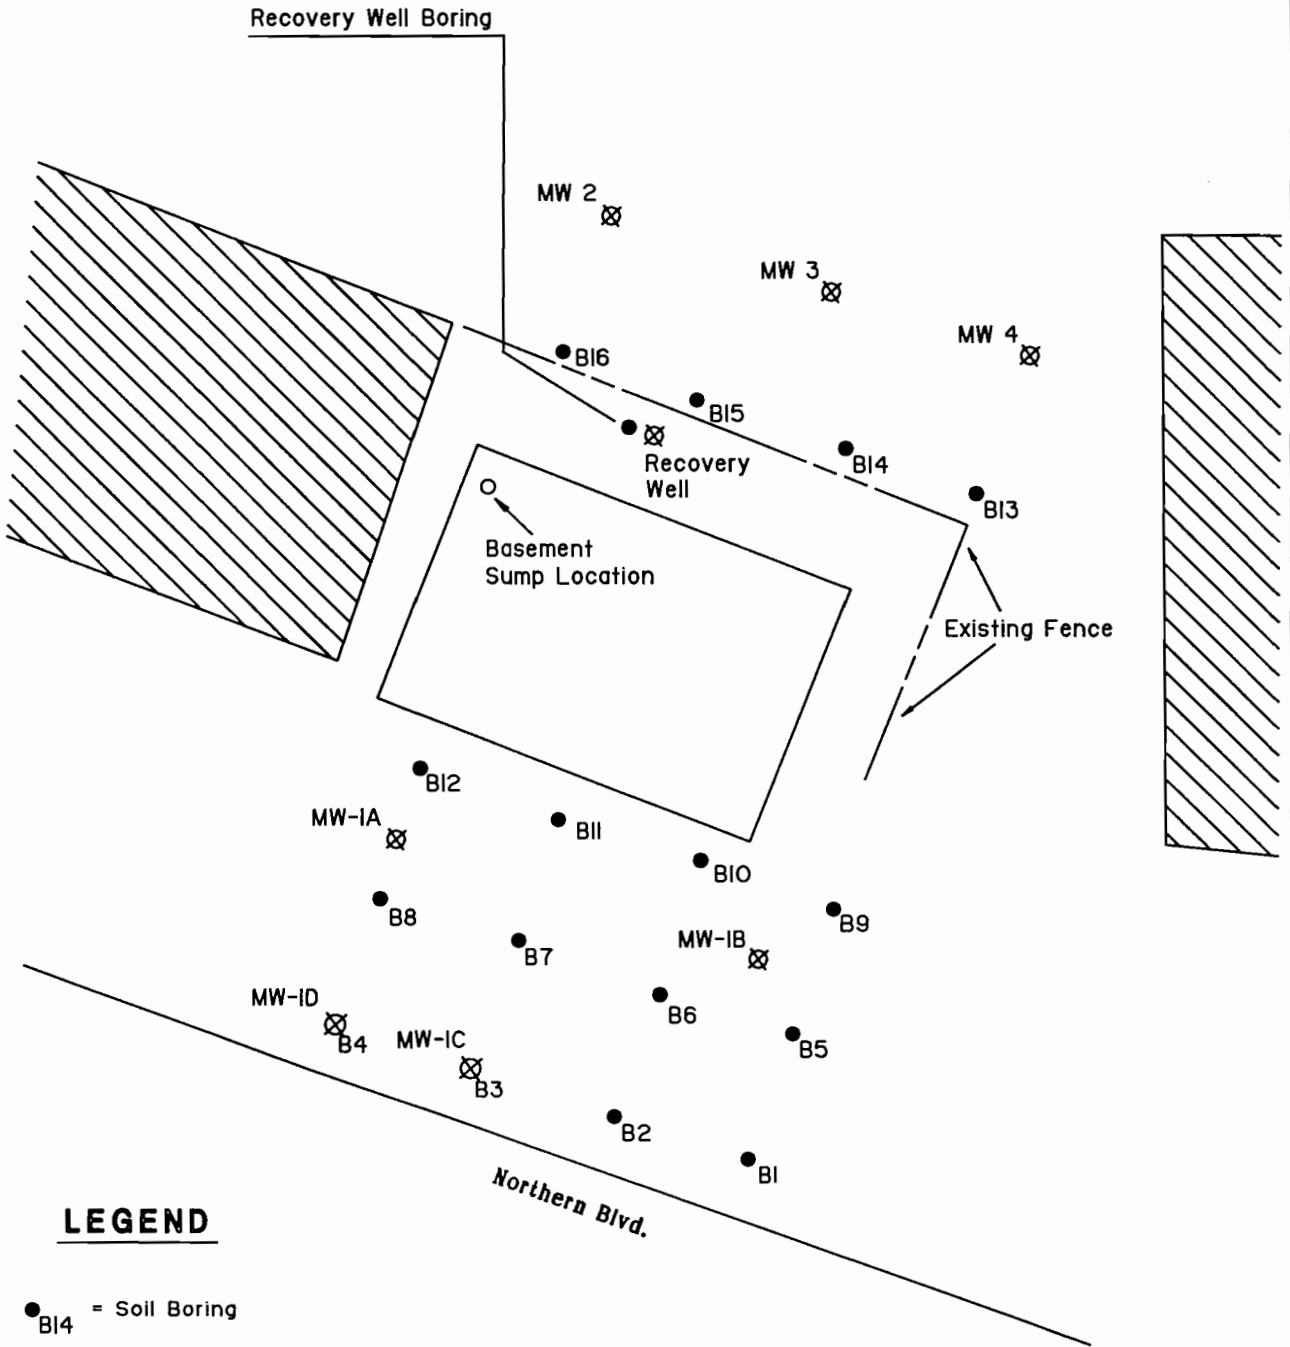 Recovery Well Boring
MW 2
MW 3
MW 4
B16
B15
B14
B13
Recovery
Well
Basement
Sump Location
Existing Fence
B12
MW-1A
B11
B10
B8
B9
MW-1B
B7
B6
MW-1D
B4
MW-1C
B5
B3
B2
B1
Northern Blvd.
LEGEND
B14 = Soil Boring